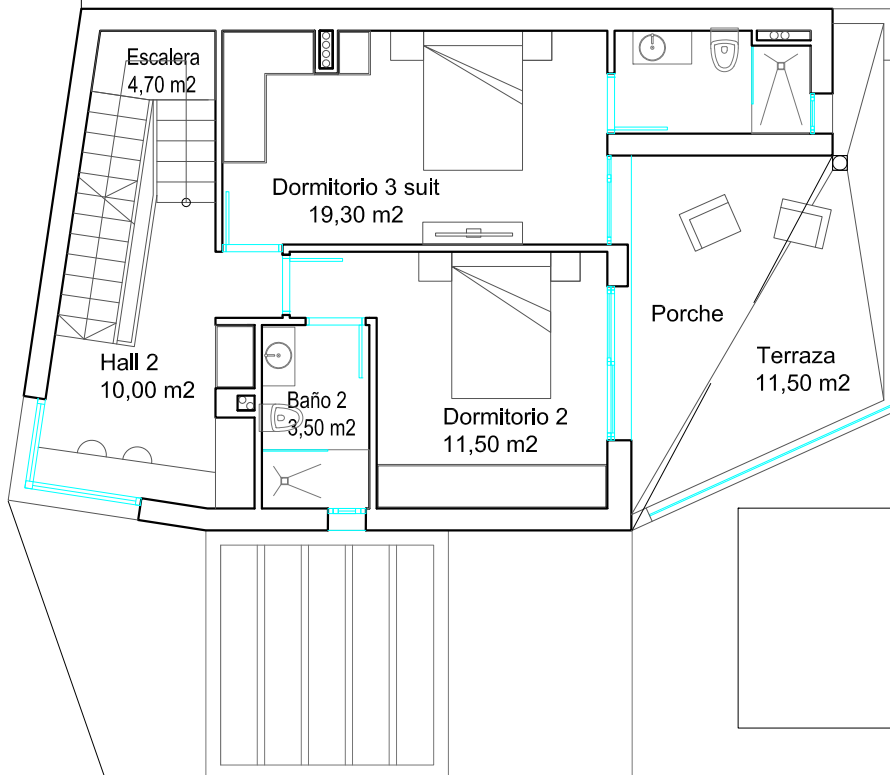 Escalera
4,70 m2
Dormitorio 3 suit
19,30 m2
Porche
Terraza
11,50 m2
Hall 2
10,00 m2
Baño 2
3,50 m2
Dormitorio 2
11,50 m2